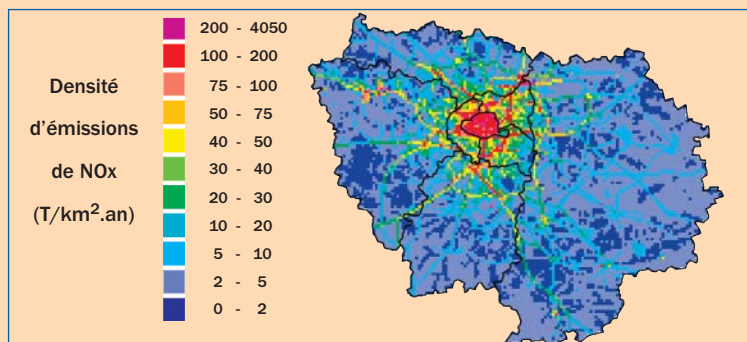 Densité
d'émissions
de NOx
(T/km².an)
200 - 4050
100 - 200
75 - 100
50 - 75
40 - 50
30 - 40
20 - 30
10 - 20
5 - 10
2 - 5
0 - 2